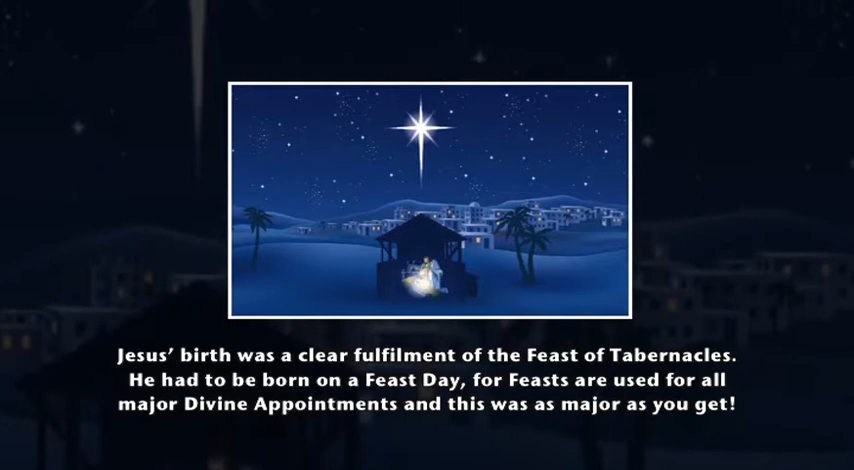 Jesus’ birth was a clear fulfilment of the Feast of Tabernacles.
He had to be born on a Feast Day, for Feasts are used for all
major Divine Appointments and this was as major as you get!